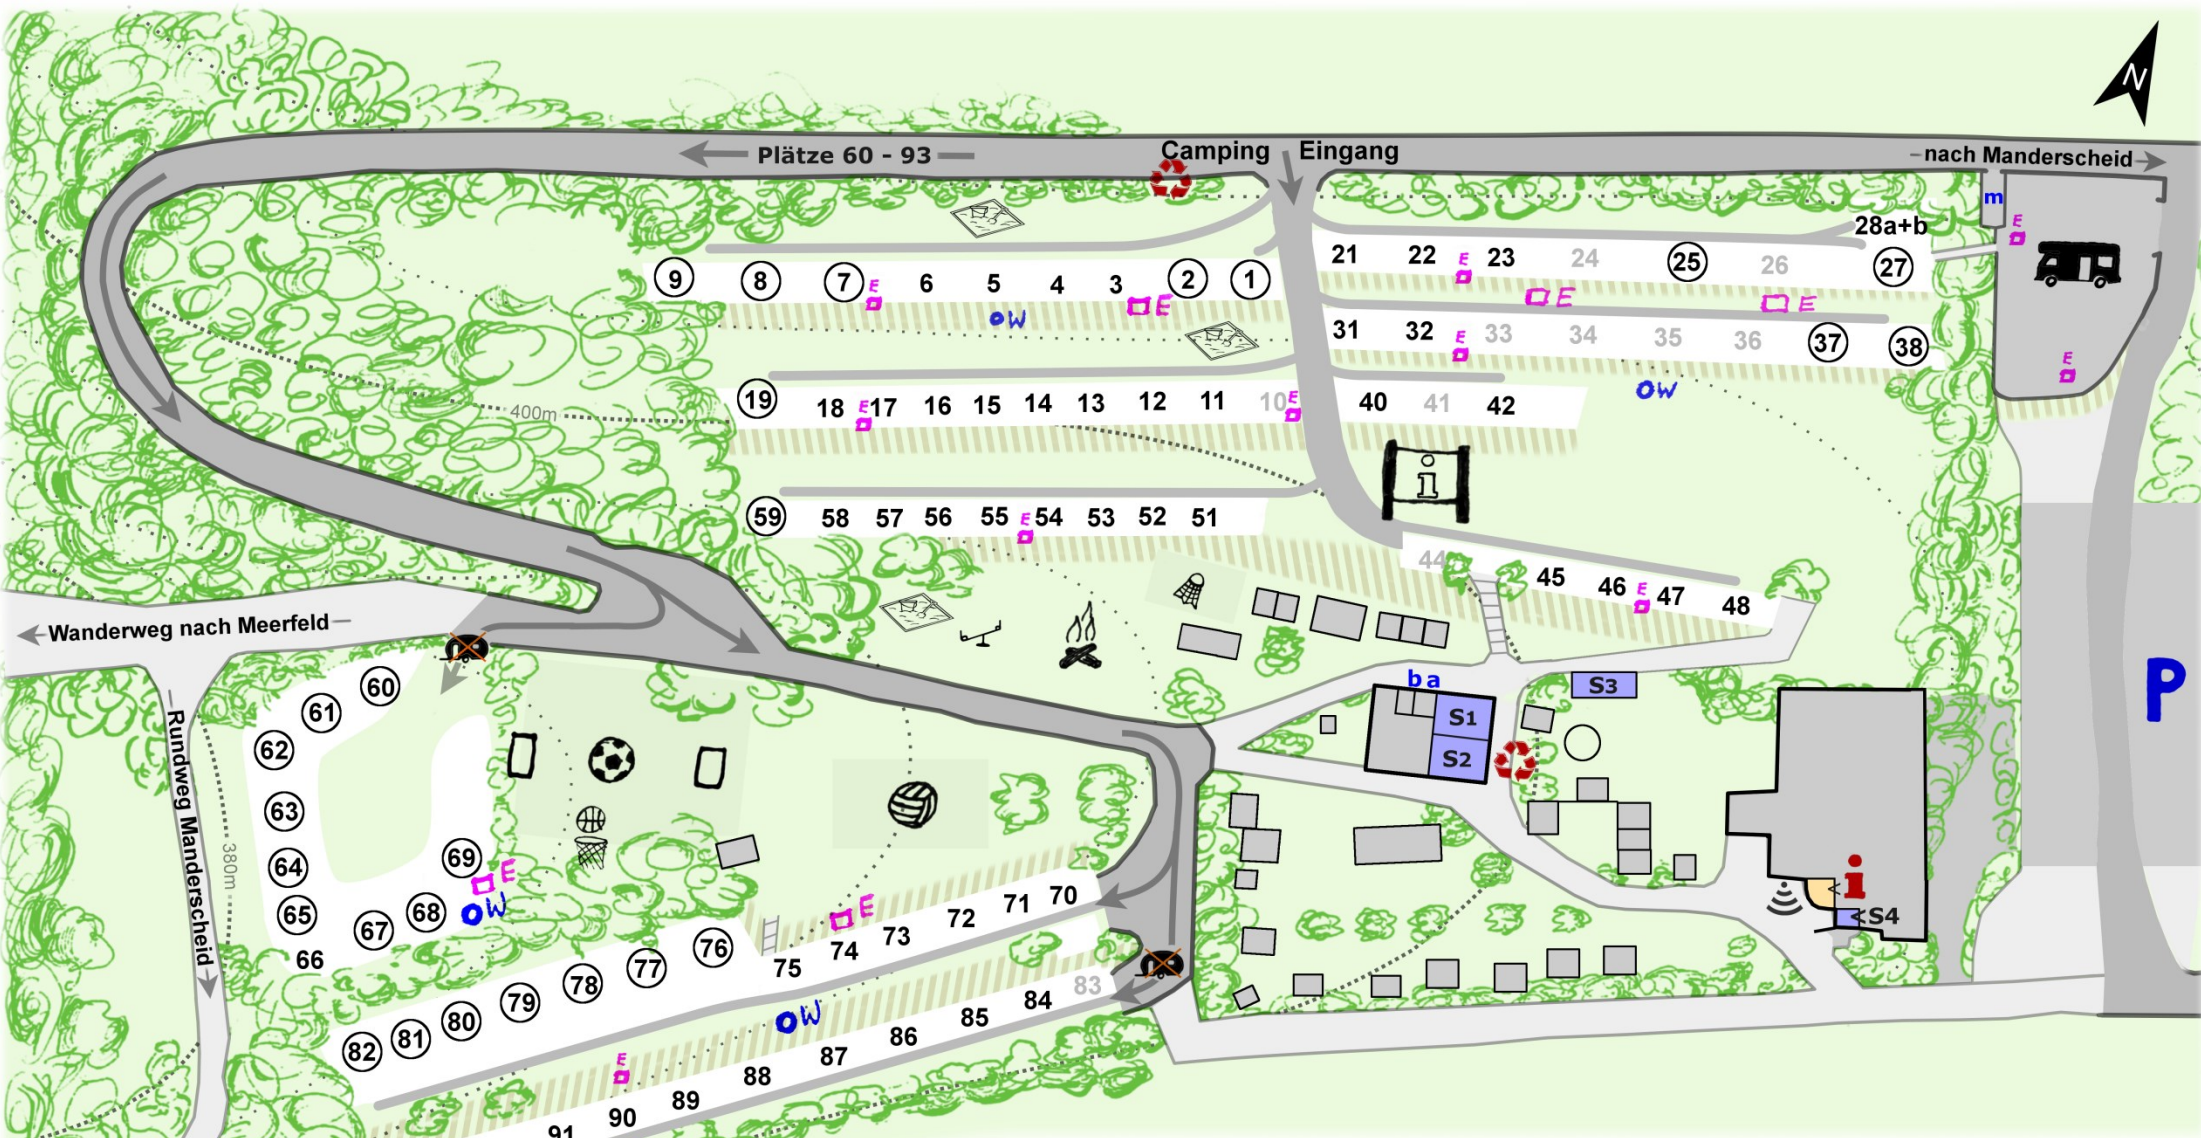 N
Plätze 60 - 93
Camping Eingang
nach Manderscheid
m
E
28a+b
21 22 E 23 24 25 26 27
9 8 7 E 6 5 4 3 E 2 1
E E
W
31 32 E 33 34 35 36 37 38
E
W
19 18 E 17 16 15 14 13 12 11 10 E 40 41 42
400m
i
59 58 57 56 55 E 54 53 52 51
44 45 46 E 47 48
Wanderweg nach Meerfeld
b a
S3
S1
S2
P
60
61
62
63
64
65
66
67
68
69
E
W
Rundweg Manderscheid
380m
i
< 
<S4
70
71
72
73
74
75
E
76
77
78
79
80
81
82
W
83
84
85
86
87
88
89
90
91
E